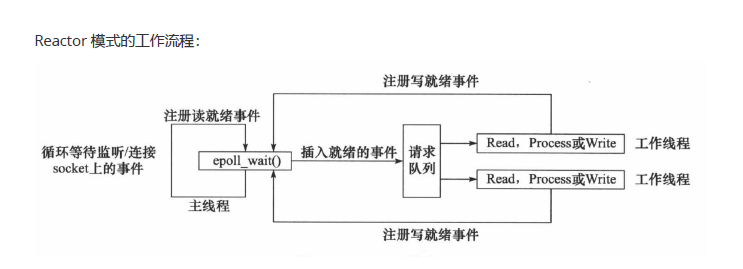 Reactor 模式的工作流程：
注册写就绪事件
注册读就绪事件
循环等待监听/连接
socket上的事件
epoll_wait()
插入就绪的事件
请求
队列
Read，Process或Write
工作线程
Read，Process或Write
工作线程
主线程
注册写就绪事件